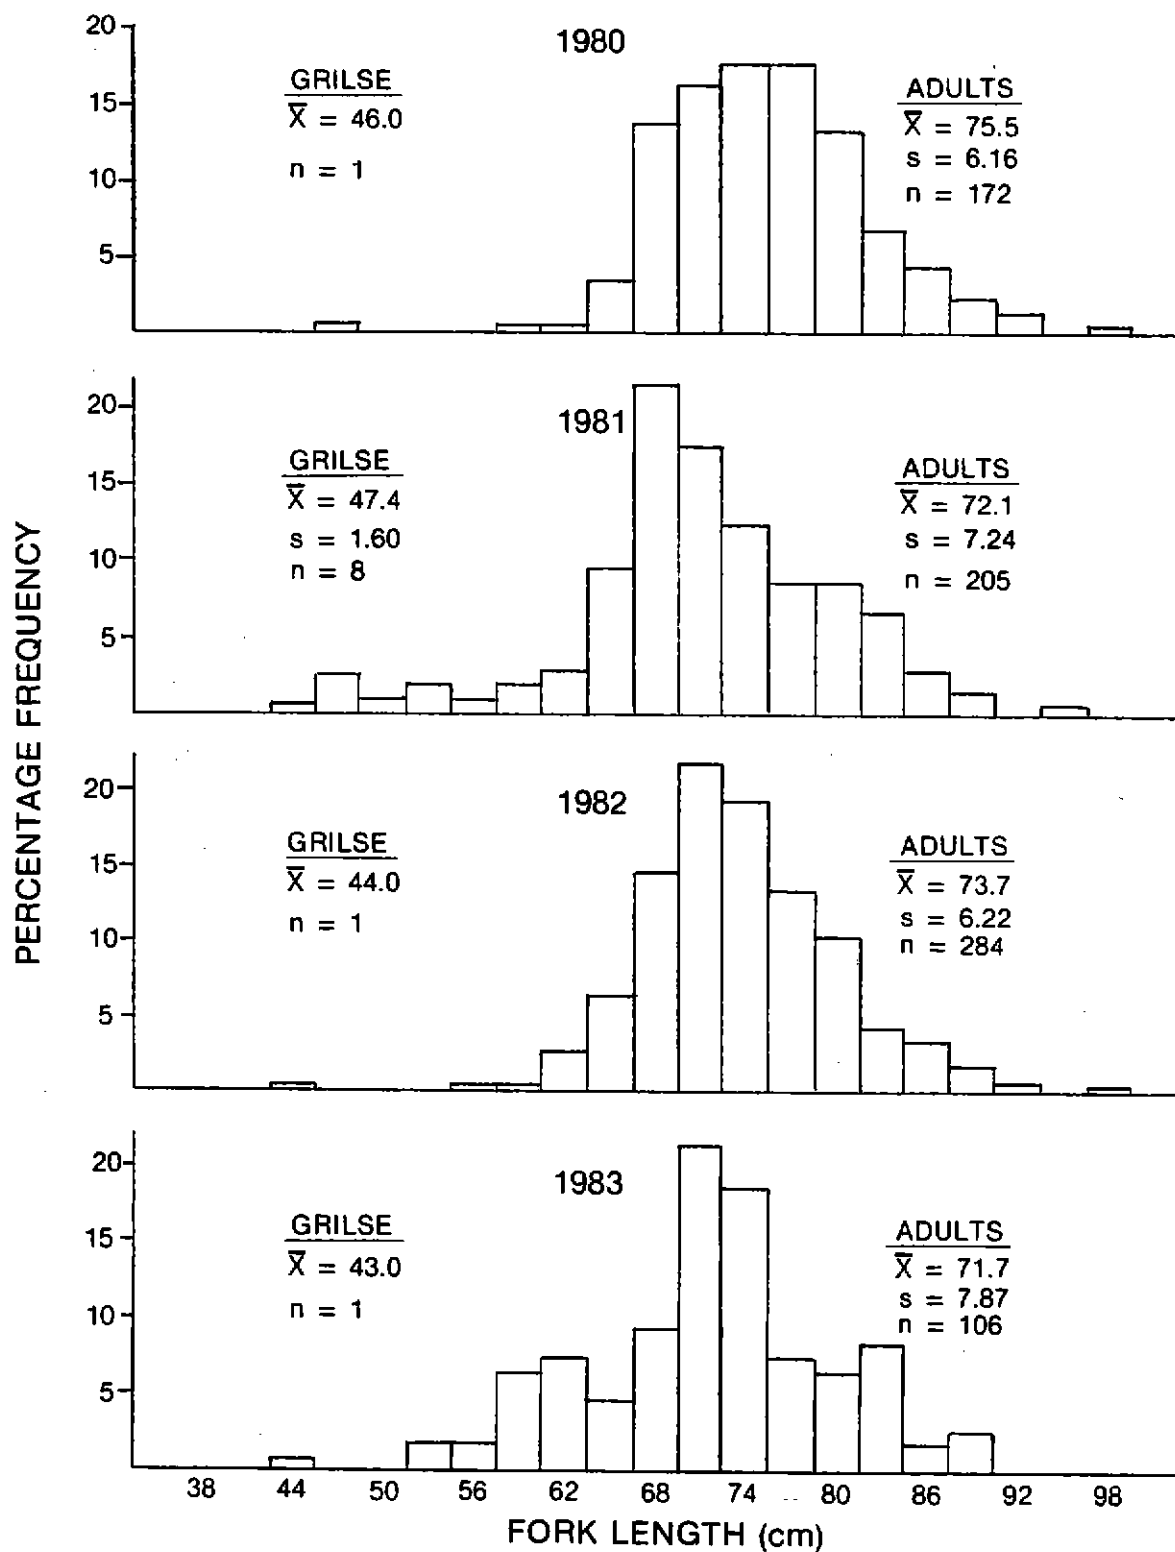 1980
20
15
10
5
GRILSE
X̄ = 46.0
n = 1
ADULTS
X̄ = 75.5
s = 6.16
n = 172
1981
20
15
10
5
GRILSE
X̄ = 47.4
s = 1.60
n = 8
ADULTS
X̄ = 72.1
s = 7.24
n = 205
PERCENTAGE FREQUENCY
1982
20
15
10
5
GRILSE
X̄ = 44.0
n = 1
ADULTS
X̄ = 73.7
s = 6.22
n = 284
1983
20
15
10
5
GRILSE
X̄ = 43.0
n = 1
ADULTS
X̄ = 71.7
s = 7.87
n = 106
38 44 50 56 62 68 74 80 86 92 98
FORK LENGTH (cm)